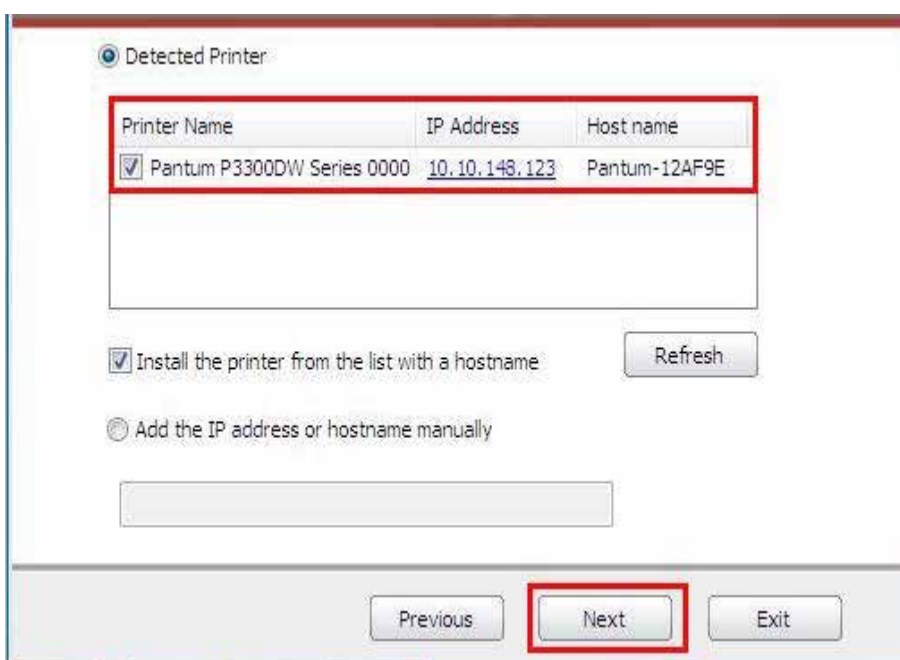 Detected Printer
Printer Name IP Address Host name
Pantum P3300DW Series 0000 10.10.148.123 Pantum-12AF9E
Install the printer from the list with a hostname
Refresh
Add the IP address or hostname manually
Previous Next Exit